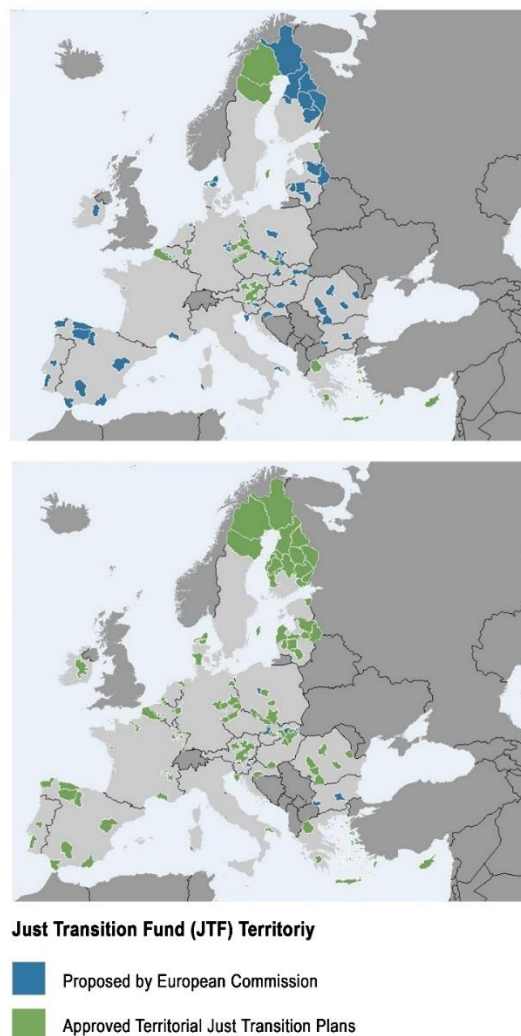 Just Transition Fund (JTF) Territoriy
Proposed by European Commission
Approved Territorial Just Transition Plans